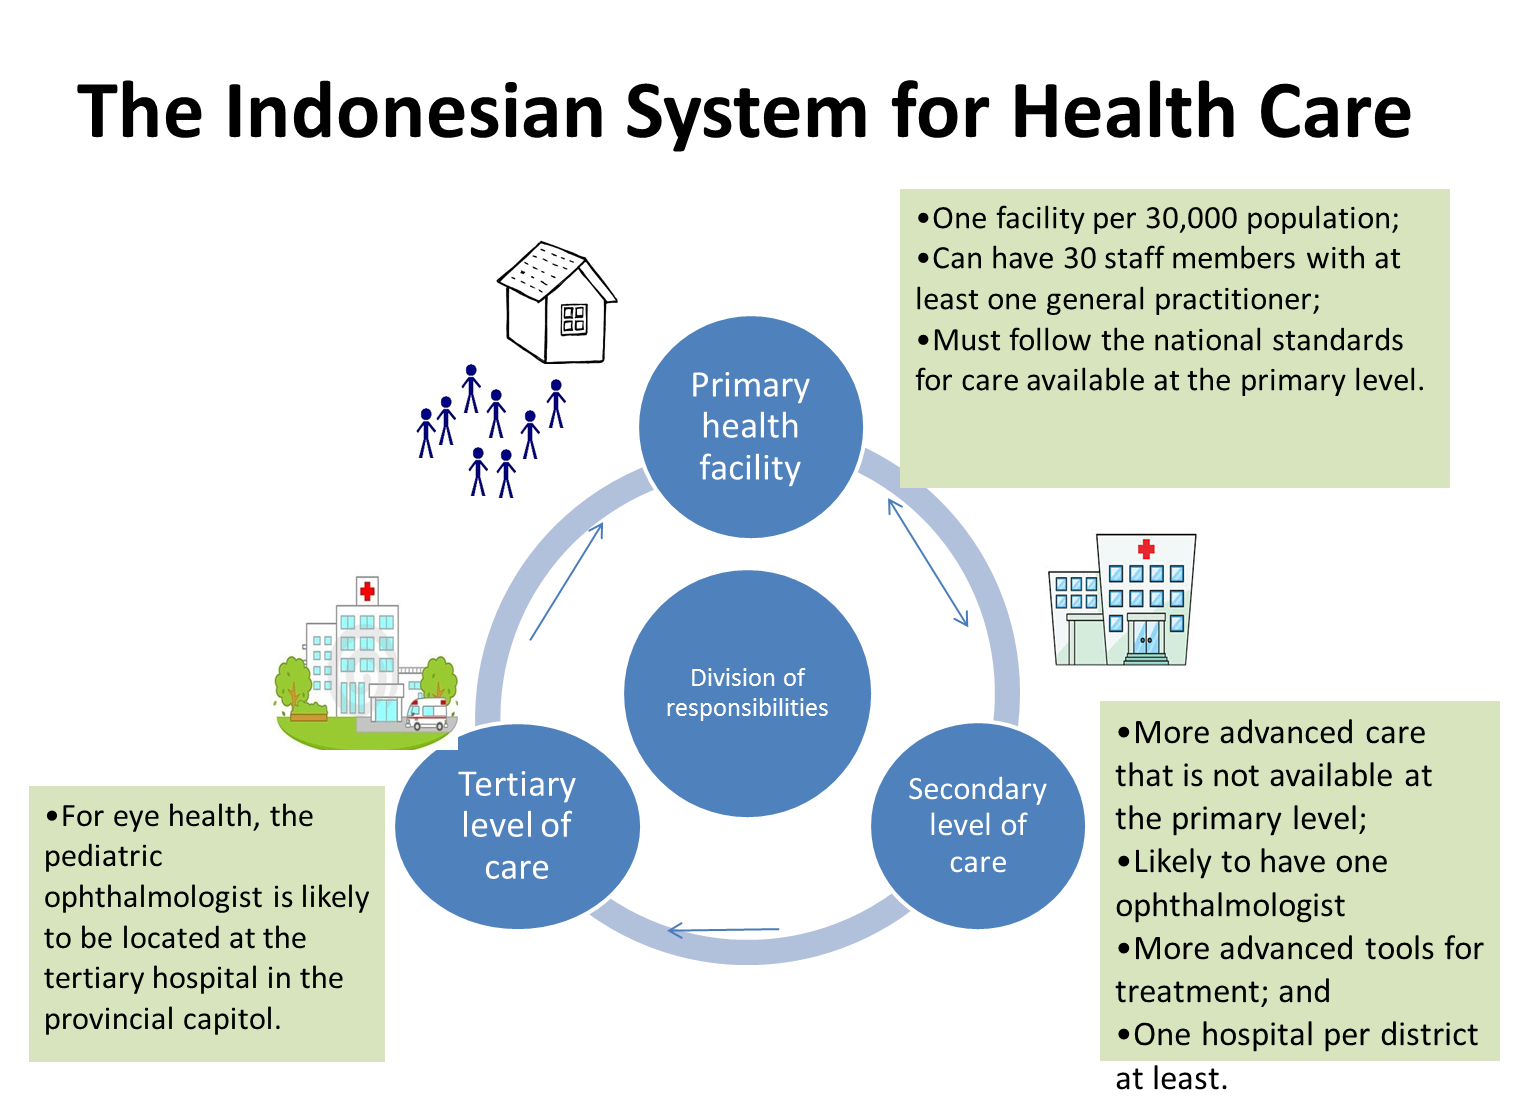 The Indonesian System for Health Care
•One facility per 30,000 population;
•Can have 30 staff members with at
least one general practitioner;
•Must follow the national standards
for care available at the primary level.
Primary
health
facility
Division of
responsibilities
Tertiary
level of
care
Secondary
level of
care
•For eye health, the
pediatric
ophthalmologist is likely
to be located at the
tertiary hospital in the
provincial capitol.
•More advanced care
that is not available at
the primary level;
•Likely to have one
ophthalmologist
•More advanced tools for
treatment; and
•One hospital per district
at least.